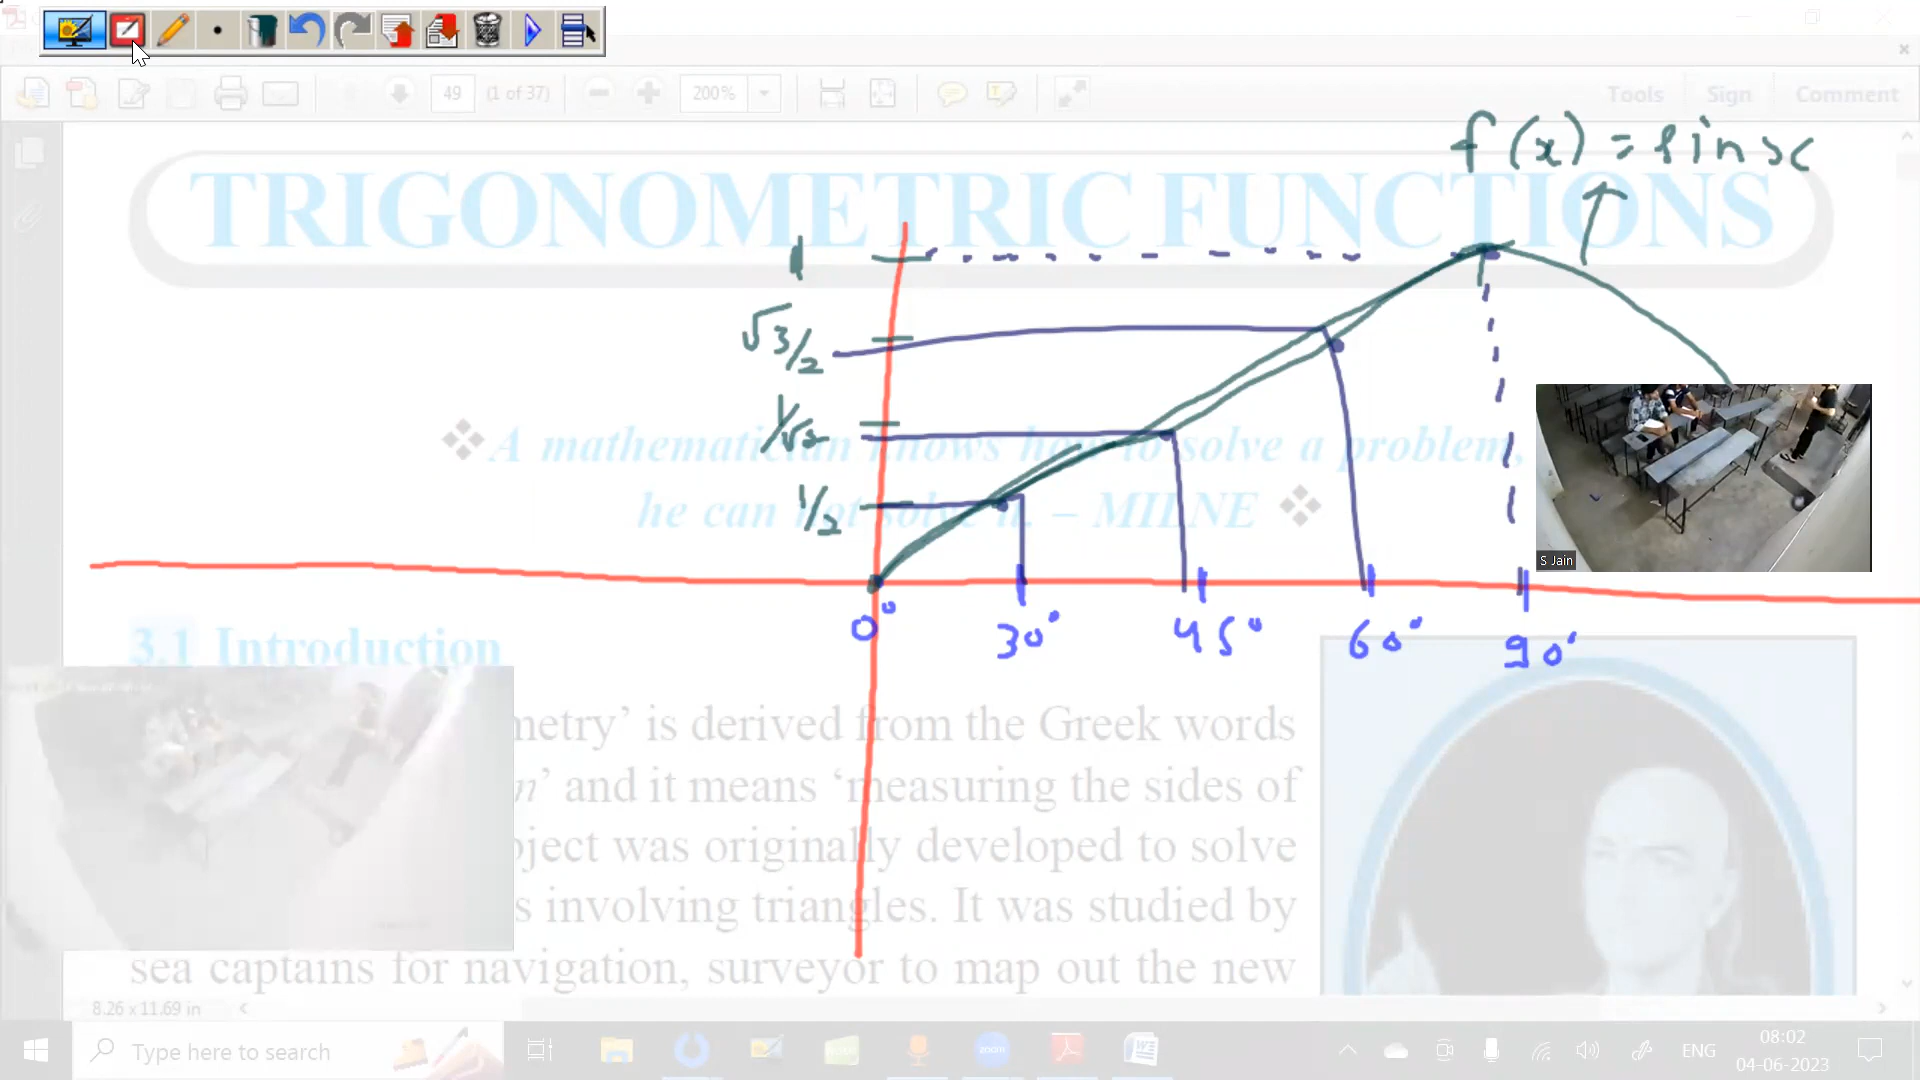 49 (1 of 37) 200% Tools Sign Comment
f(x) = sin x
TRIGONOMETRIC FUNCTIONS
1
√3/2
1/√2
1/2
❖ A mathematician knows how to solve a problem,
he can not solve it. – MILNE ❖
S Jain
0° 30° 45° 60° 90°
3.1 Introduction
metry’ is derived from the Greek words
n’ and it means ‘measuring the sides of
ject was originally developed to solve
s involving triangles. It was studied by
sea captains for navigation, surveyor to map out the new
8.26 x 11.69 in
Type here to search
zoom
ENG
08:02
04-06-2023